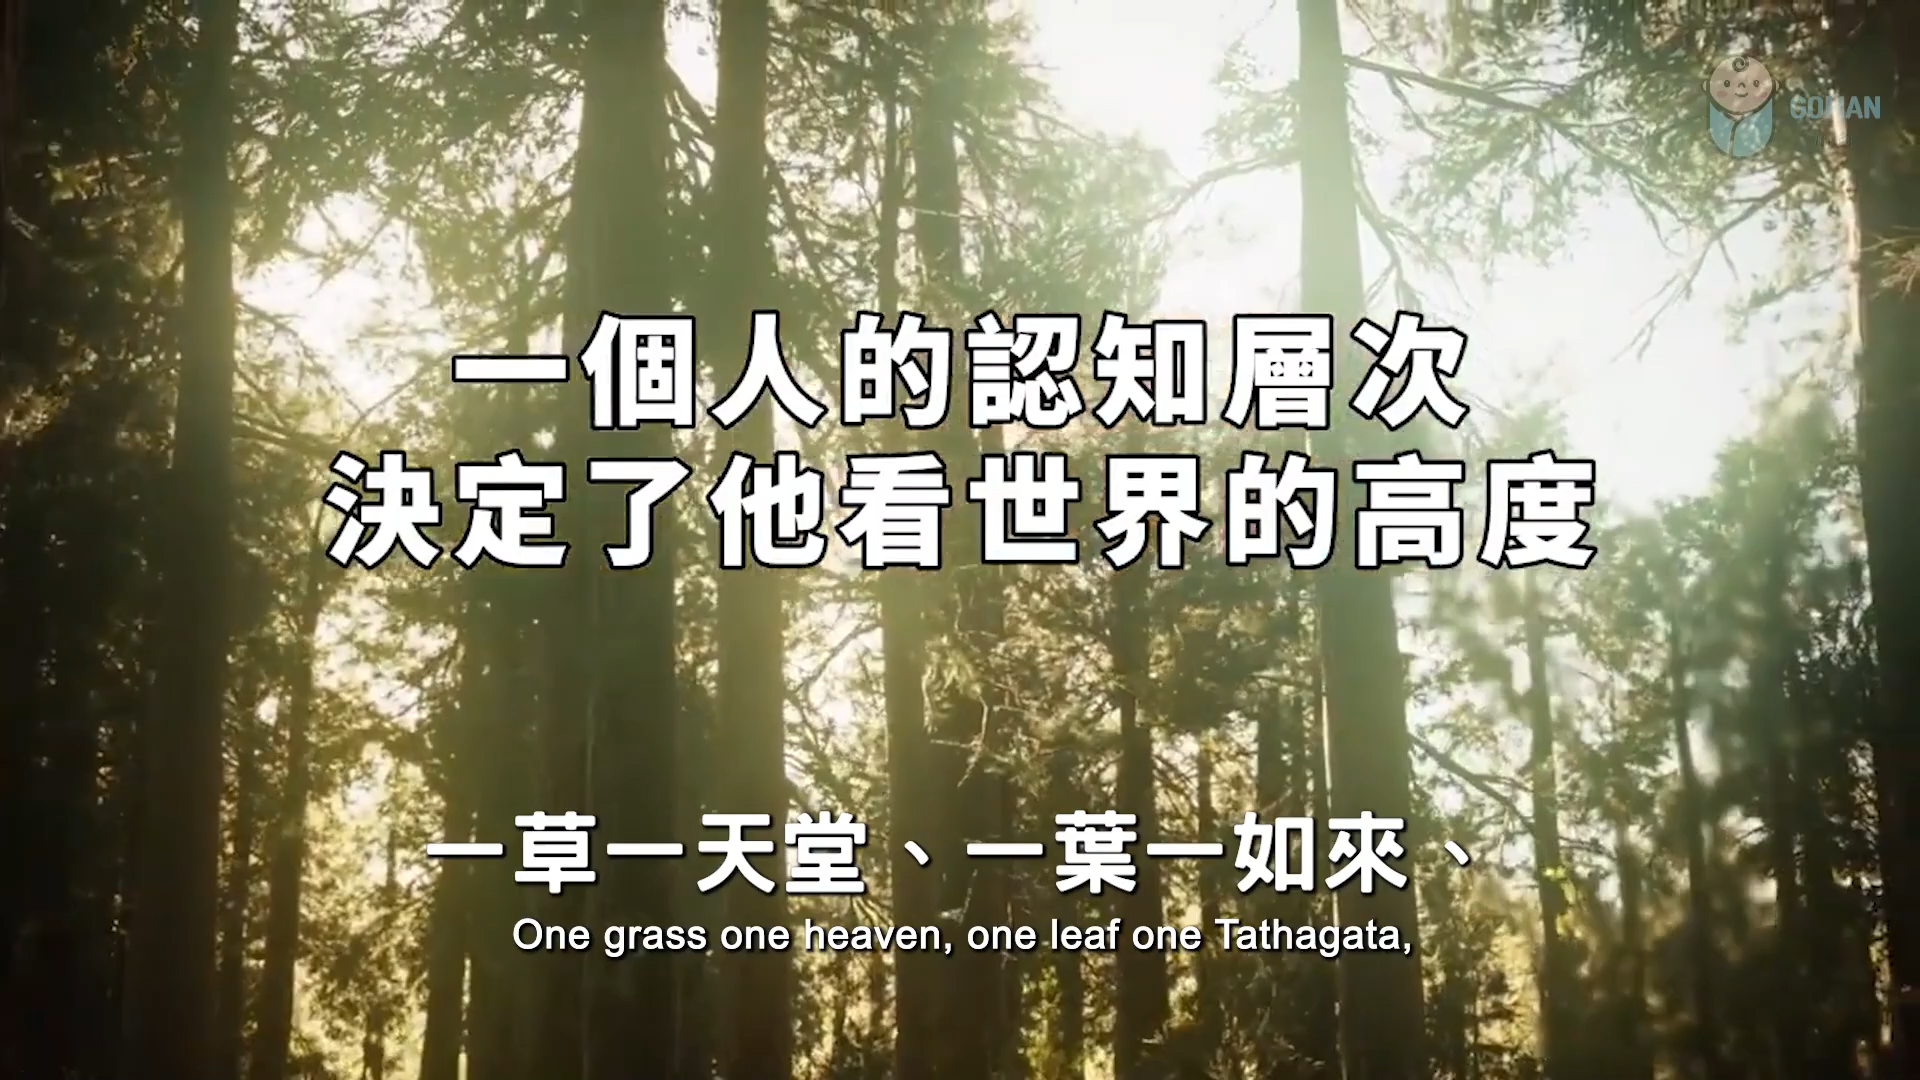 一個人的認知層次
決定了他看世界的高度
一草一天堂、一葉一如來、
One grass one heaven, one leaf one Tathagata,